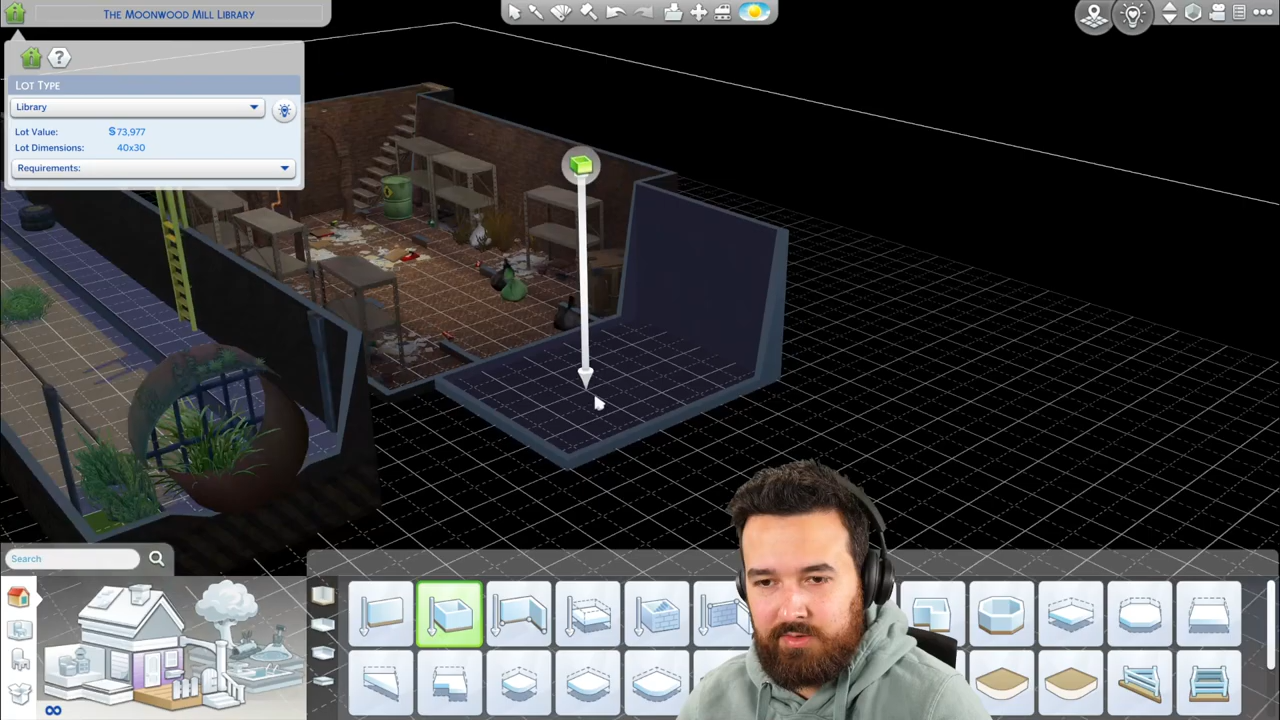 The Moonwood Mill Library
?
Lot Type
Library
Lot Value: §73,977
Lot Dimensions: 40x30
Requirements:
Search